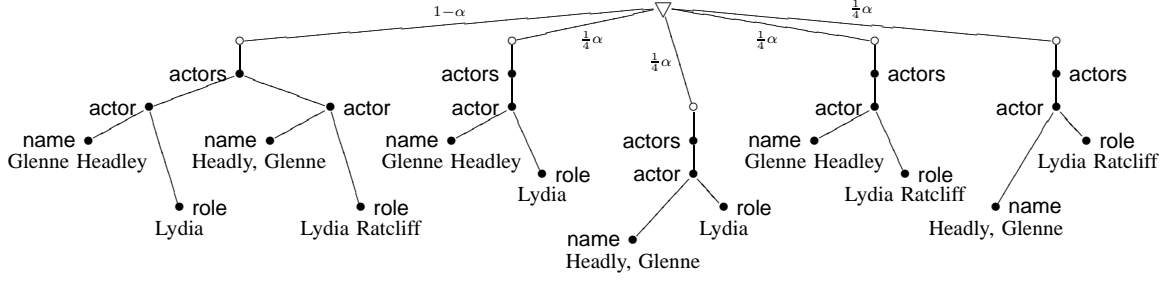 1−α
¼α
¼α
¼α
¼α
actors
actors
actors
actors
actor
actor
actor
actor
actor
name
Glenne Headley
name
Headly, Glenne
name
Glenne Headley
actors
name
Glenne Headley
role
Lydia Ratcliff
role
Lydia
actor
role
Lydia Ratcliff
role
Lydia
role
Lydia Ratcliff
role
Lydia
name
Headly, Glenne
name
Headly, Glenne